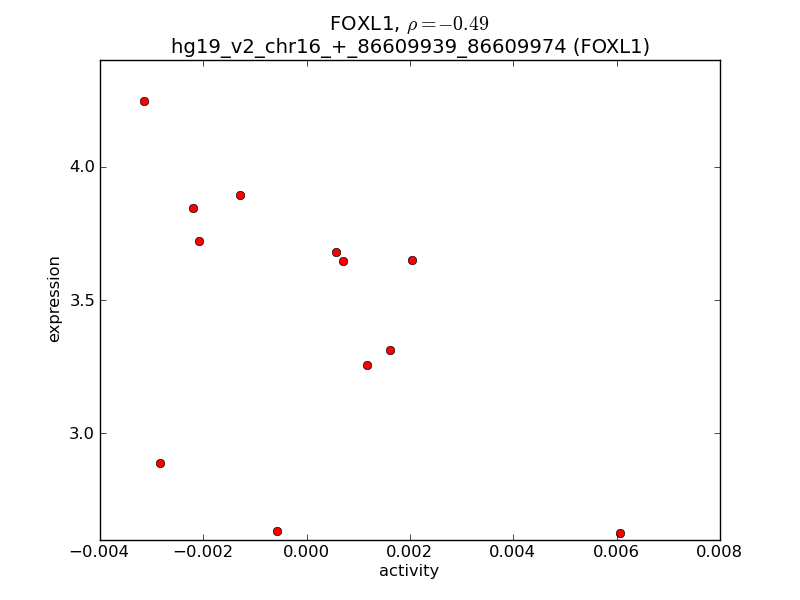 FOXL1, ρ = −0.49
hg19_v2_chr16_+_86609939_86609974 (FOXL1)
4.0
3.5
3.0
expression
−0.004
−0.002
0.000
0.002
0.004
0.006
0.008
activity